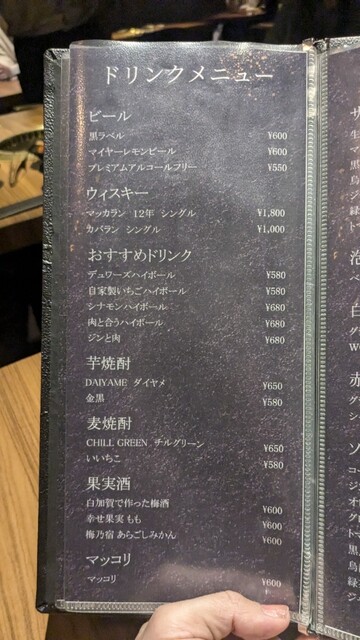 ドリンクメニュー
ビール
黒ラベル ¥600
マイヤーレモンビール ¥600
プレミアムアルコールフリー ¥550
ウィスキー
マッカラン 12年 シングル ¥1,800
カバラン シングル ¥1,000
おすすめドリンク
デュワーズハイボール ¥580
自家製いちごハイボール ¥580
シナモンハイボール ¥680
肉と合うハイボール ¥680
ジンと肉 ¥680
芋焼酎
DAIYAME ダイヤメ ¥650
金黒 ¥580
麦焼酎
CHILL GREEN チルグリーン ¥650
いいちこ ¥580
果実酒
白加賀で作った梅酒 ¥600
幸せ果実 もも ¥600
梅乃宿 あらごしみかん ¥600
マッコリ
マッコリ ¥600